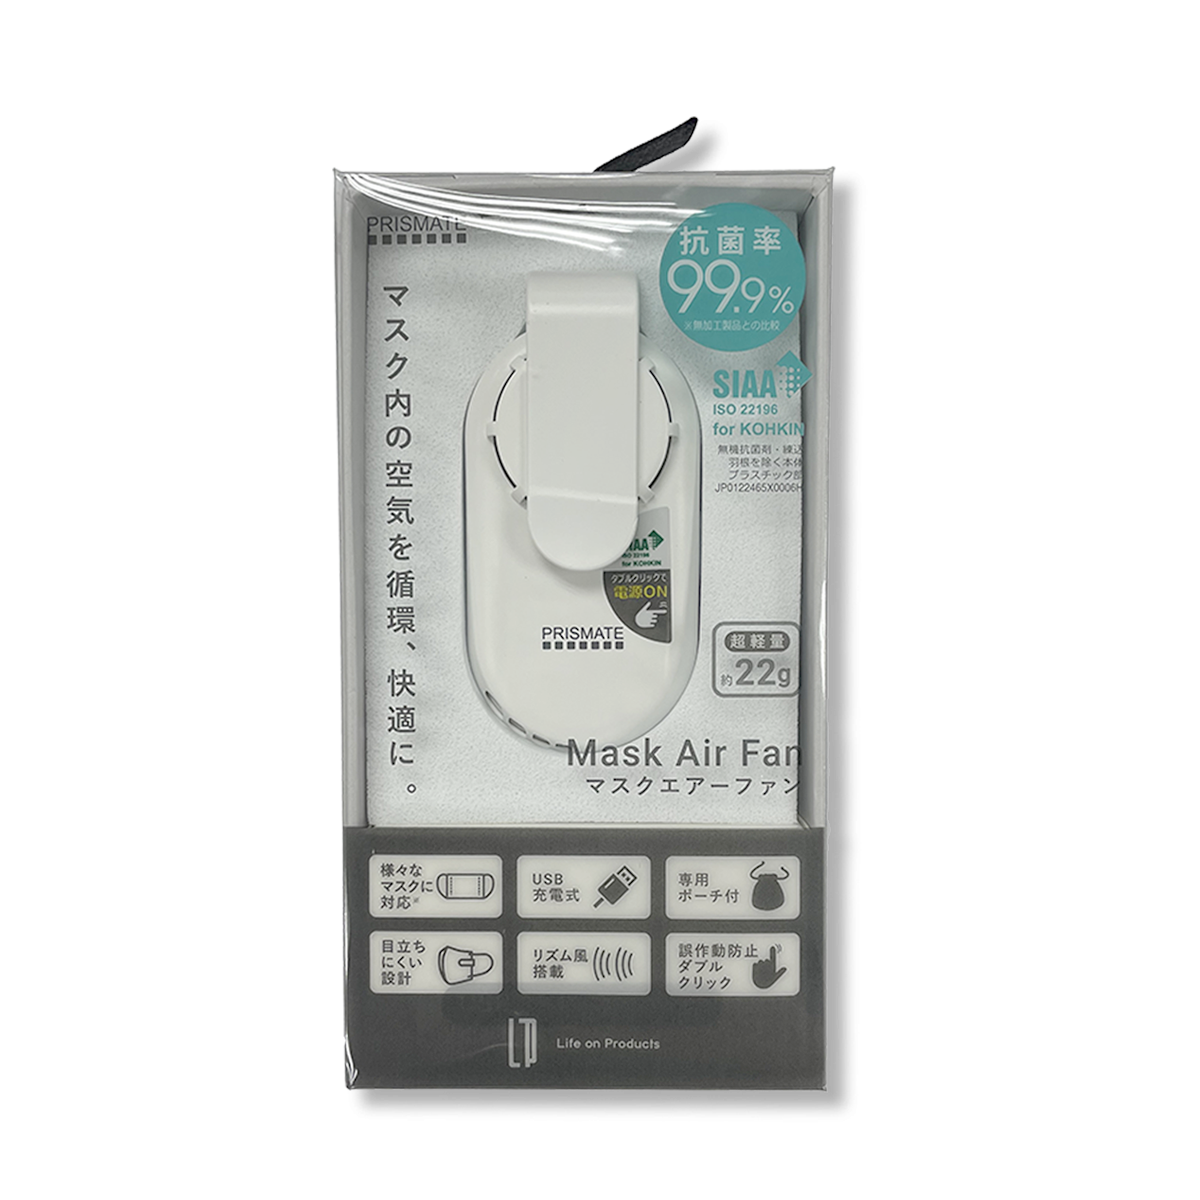 PRISMATE
抗菌率
99.9%
※無加工製品との比較
SIAA
ISO 22196
for KOHKIN
無機抗菌剤・練込
羽根を除く本体
プラスチック部
JP0122465X0006H
マスク内の空気を循環、快適に。
SIAA
ISO 22196
for KOHKIN
ダブルクリックで
電源ON
PRISMATE
超軽量
約22g
Mask Air Fan
マスクエアーファン
様々な
マスクに
対応※
USB
充電式
専用
ポーチ付
目立ち
にくい
設計
リズム風
搭載
誤作動防止
ダブル
クリック
Life on Products